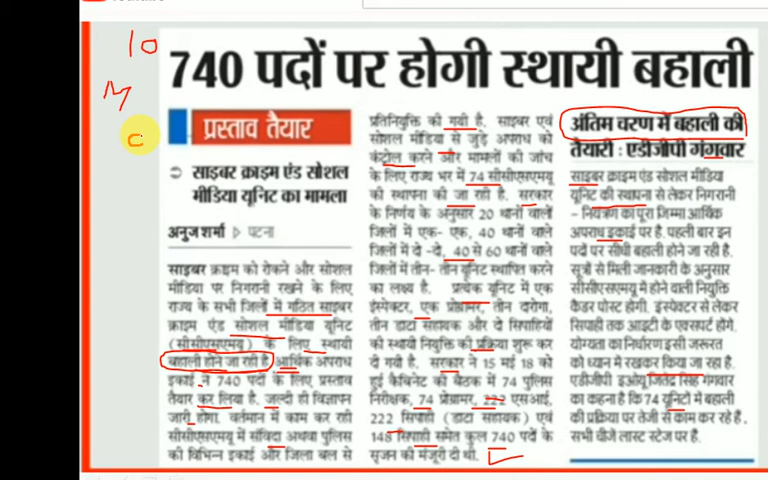 10
M
C
740 पदों पर होगी स्थायी बहाली
प्रस्ताव तैयार
साइबर क्राइम एंड सोशल
मीडिया यूनिट का मामला
अनुज शर्मा ▷ पटना
साइबर क्राइम को रोकने और सोशल
मीडिया पर निगरानी रखने के लिए
राज्य के सभी जिलों में गठित साइबर
क्राइम एंड सोशल मीडिया यूनिट
(सीसीएसएमयू) के लिए स्थायी
बहाली होने जा रही है. आर्थिक अपराध
इकाई ने 740 पदों के लिए प्रस्ताव
तैयार कर लिया है. जल्दी ही विज्ञापन
जारी होगा. वर्तमान में काम कर रही
सीसीएसएमयू में संविदा अथवा पुलिस
की विभिन्न इकाई और जिला बल से
प्रतिनियुक्ति की गयी है. साइबर एवं
सोशल मीडिया से जुड़े अपराध को
कंट्रोल करने और मामलों की जांच
के लिए राज्य भर में 74 सीसीएसएमयू
की स्थापना की जा रही है. सरकार
के निर्णय के अनुसार 20 थानों वाले
जिलों में एक- एक, 40 थानों वाले
जिलों में दो -दो, 40 से 60 थानों वाले
जिलों में तीन- तीन यूनिट स्थापित करने
का लक्ष्य है. प्रत्येक यूनिट में एक
इंस्पेक्टर, एक प्रोग्रामर, तीन दारोगा,
तीन डाटा सहायक और दो सिपाहियों
की स्थायी नियुक्ति की प्रक्रिया शुरू कर
दी गयी है. सरकार ने 15 मई 18 को
हुई कैबिनेट की बैठक में 74 पुलिस
निरीक्षक, 74 प्रोग्रामर, 222 एसआई,
222 सिपाही (डाटा सहायक) एवं
148 सिपाही समेत कुल 740 पदों के
सृजन की मंजूरी दी थी.
अंतिम चरण में बहाली की
तैयारी : एडीजीपी गंगवार
साइबर क्राइम एंड सोशल मीडिया
यूनिट की स्थापना से लेकर निगरानी
- नियंत्रण का पूरा जिम्मा आर्थिक
अपराध इकाई पर है. पहली बार इन
पदों पर सीधी बहाली होने जा रही है.
सूत्रों से मिली जानकारी के अनुसार
सीसीएसएमयू में होने वाली नियुक्ति
कैडर पोस्ट होगी. इंस्पेक्टर से लेकर
सिपाही तक आइटी के एक्सपर्ट होंगे.
योग्यता का निर्धारण इसी जरूरत
को ध्यान में रखकर किया जा रहा है.
एडीजीपी इओयू जितेंद्र सिंह गंगवार
का कहना है कि 74 यूनिटों में बहाली
की प्रक्रिया पर तेजी से काम कर रहे हैं.
सभी चीजें लास्ट स्टेज पर है.